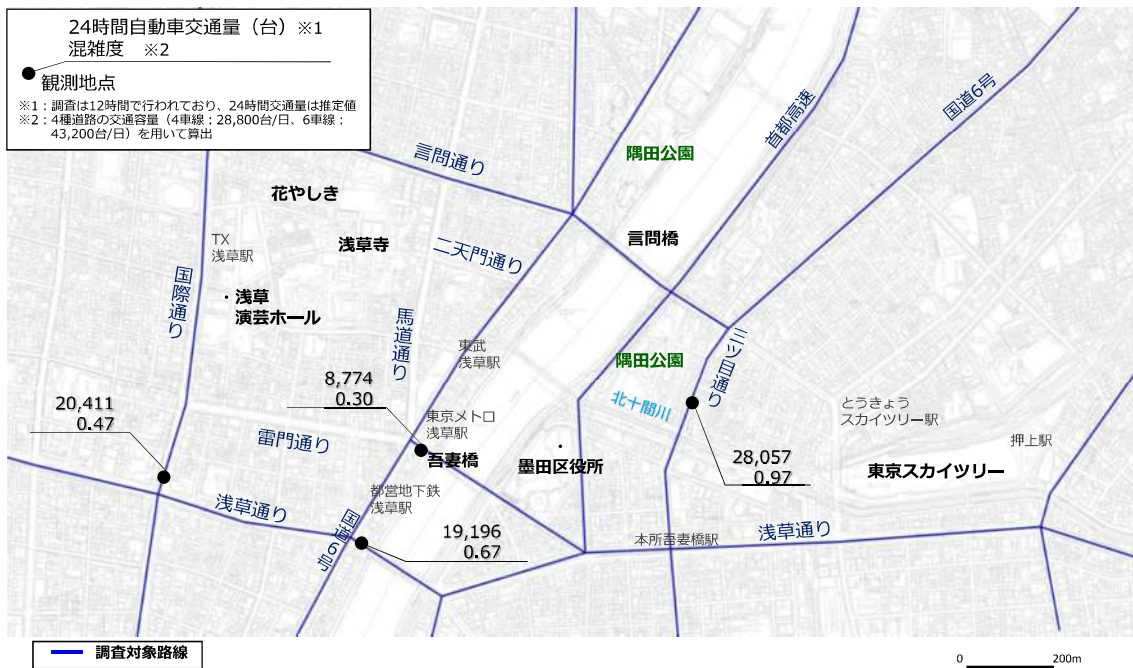 24時間自動車交通量（台）※1
混雑度　※2
観測地点
※1：調査は12時間で行われており、24時間交通量は推定値
※2：4種道路の交通容量（4車線：28,800台/日、6車線：
43,200台/日）を用いて算出
言問通り
隅田公園
首都高速
国道6号
花やしき
浅草寺
二天門通り
言問橋
TX
浅草駅
国際通り
・浅草
演芸ホール
馬道通り
東武
浅草駅
隅田公園
三ツ目通り
北十間川
8,774
0.30
20,411
0.47
東京メトロ
浅草駅
雷門通り
吾妻橋
・
墨田区役所
とうきょう
スカイツリー駅
押上駅
28,057
0.97
東京スカイツリー
都営地下鉄
浅草駅
浅草通り
国道6号
19,196
0.67
本所吾妻橋駅
浅草通り
調査対象路線
0 200m